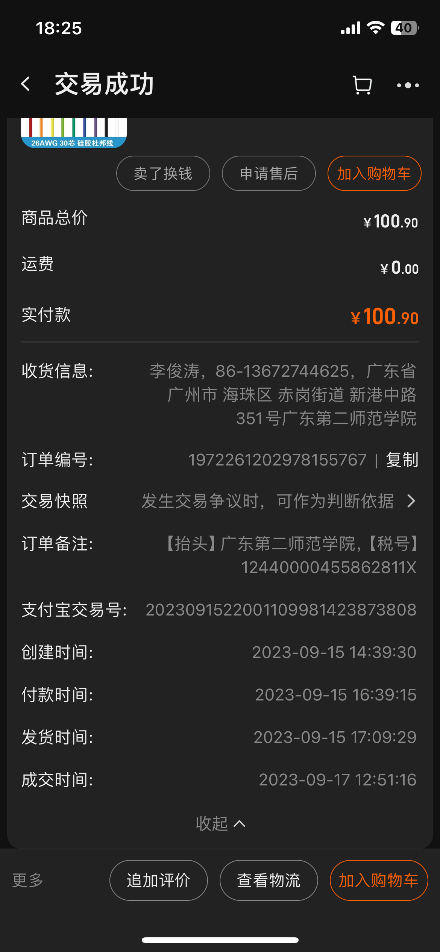 18:25
40
交易成功
26AWG 30芯 硅胶杜邦线
卖了换钱
申请售后
加入购物车
商品总价
¥100.90
运费
¥0.00
实付款
¥100.90
收货信息:
李俊涛，86-13672744625，广东省
广州市 海珠区 赤岗街道 新港中路
351号广东第二师范学院
订单编号:
1972261202978155767 | 复制
交易快照
发生交易争议时，可作为判断依据
订单备注:
【抬头】广东第二师范学院，【税号】
12440000455862811X
支付宝交易号:
2023091522001109981423873808
创建时间:
2023-09-15 14:39:30
付款时间:
2023-09-15 16:39:15
发货时间:
2023-09-15 17:09:29
成交时间:
2023-09-17 12:51:16
收起
更多
追加评价
查看物流
加入购物车